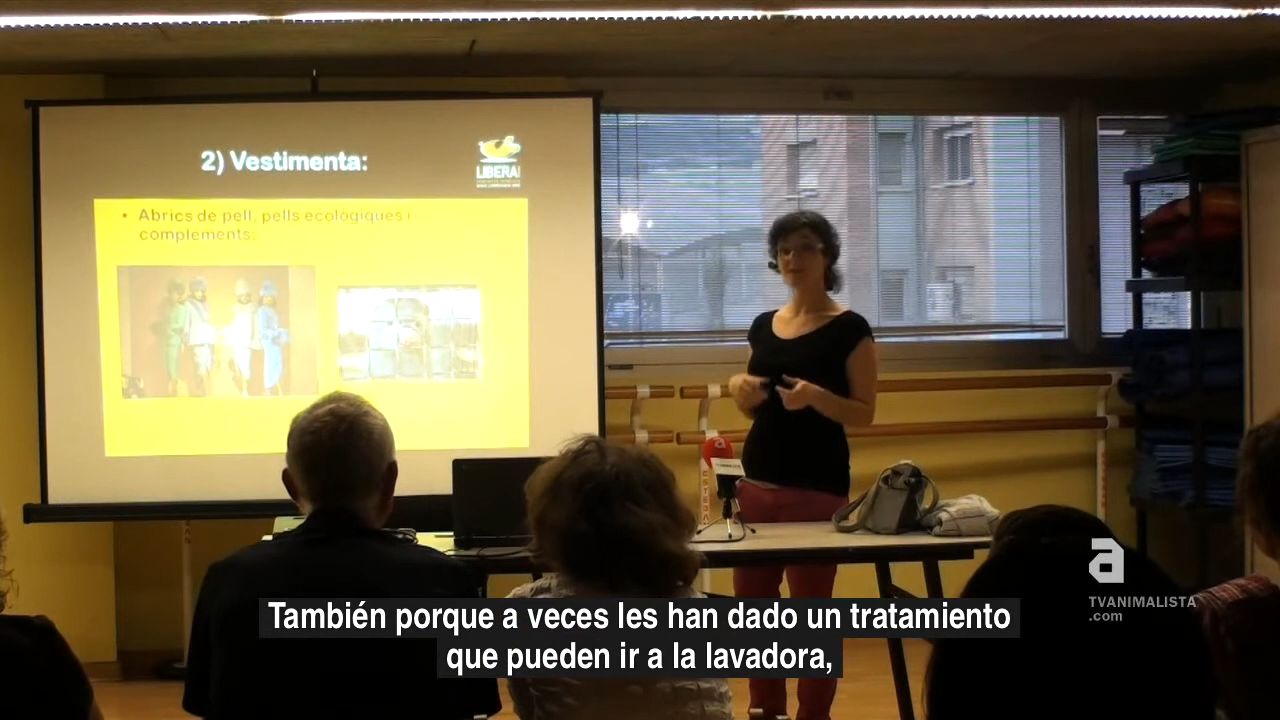 2) Vestimenta:
LIBERA!
• Abrics de pell, pells ecològiques i
complements:
a
TVANIMALISTA
También porque a veces les han dado un tratamiento
que pueden ir a la lavadora,
a
TVANIMALISTA
.com